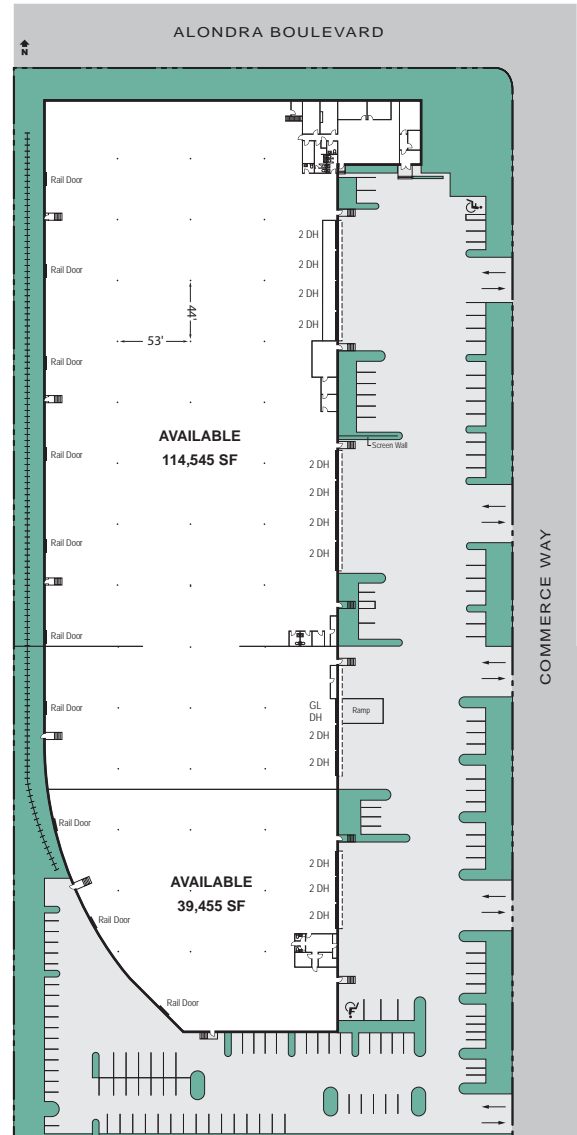 ALONDRA BOULEVARD
N
Rail Door
2 DH
Rail Door
2 DH
2 DH
44'
2 DH
53'
Rail Door
AVAILABLE
114,545 SF
Screen Wall
Rail Door
2 DH
2 DH
2 DH
Rail Door
2 DH
COMMERCE WAY
Rail Door
Rail Door
GL
DH
Ramp
2 DH
2 DH
Rail Door
2 DH
AVAILABLE
39,455 SF
2 DH
2 DH
Rail Door
Rail Door